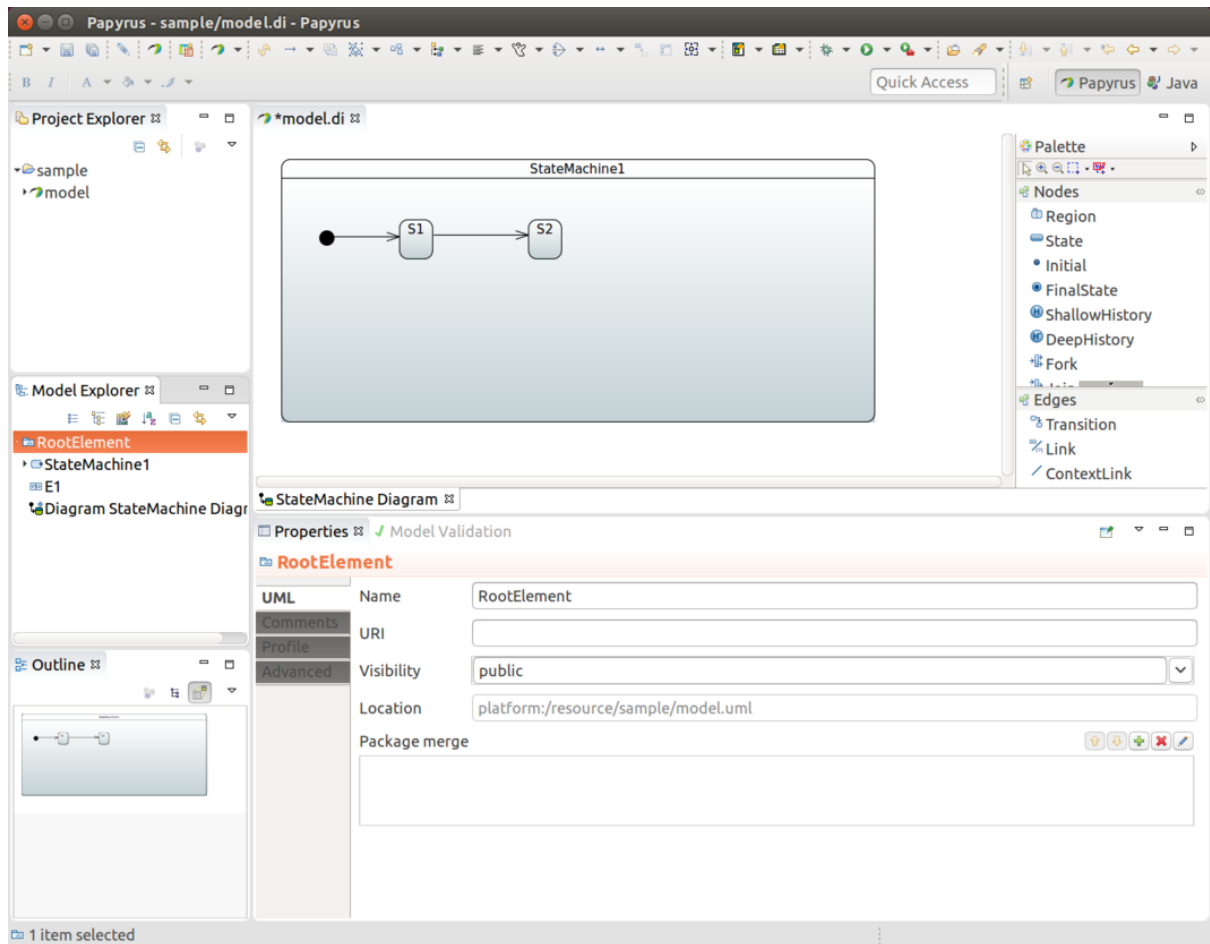 Papyrus - sample/model.di - Papyrus
B I A
Quick Access
Papyrus
Java
Project Explorer
sample
model
*model.di
StateMachine1
S1
S2
Palette
Nodes
Region
State
Initial
FinalState
ShallowHistory
DeepHistory
Fork
Edges
Transition
Link
ContextLink
Model Explorer
RootElement
StateMachine1
E1
Diagram StateMachine Diagr
StateMachine Diagram
Properties
Model Validation
RootElement
UML
Comments
Profile
Advanced
Name
RootElement
URI
Visibility
public
Location
platform:/resource/sample/model.uml
Package merge
Outline
1 item selected